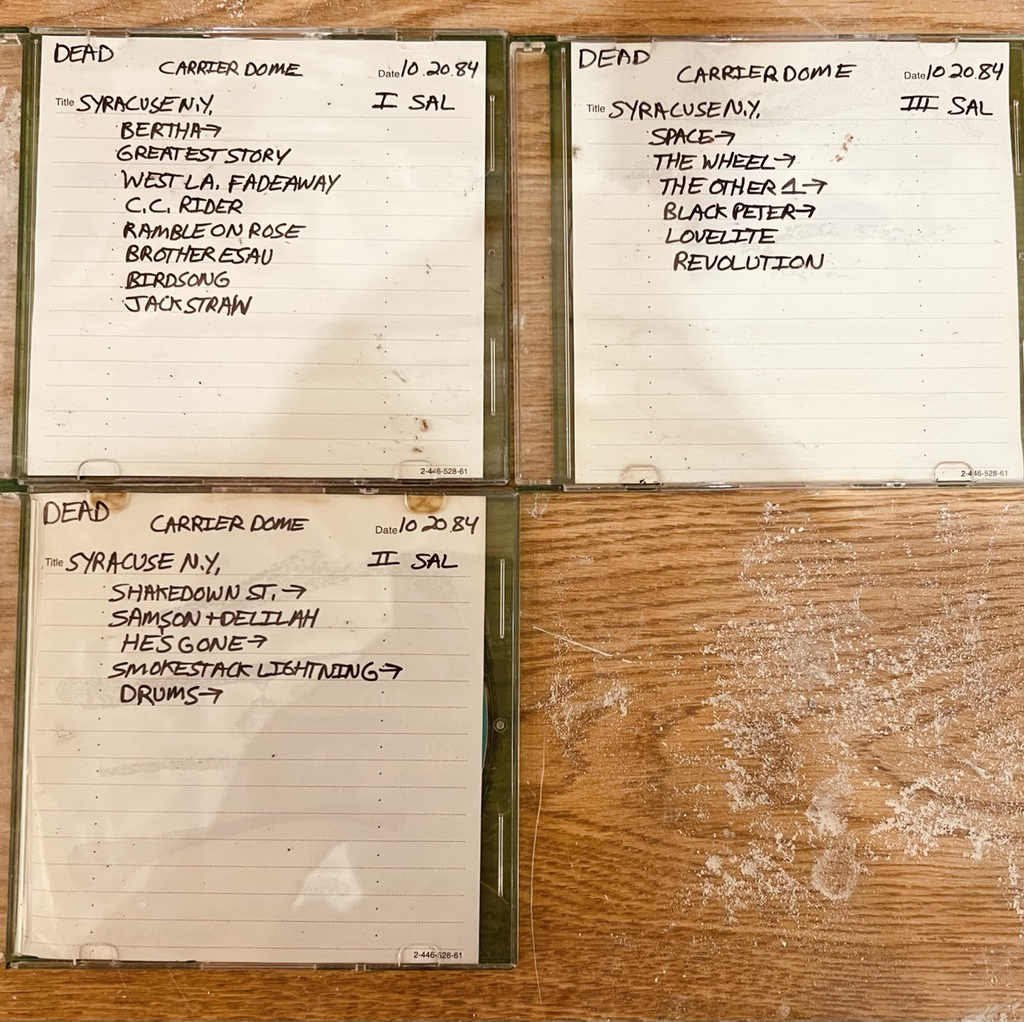 DEAD
CARRIER DOME Date 10.20.84
Title SYRACUSE N.Y. I SAL
BERTHA→
GREATEST STORY
WEST L.A. FADEAWAY
C.C. RIDER
RAMBLE ON ROSE
BROTHER ESAU
BIRDSONG
JACK STRAW
2-446-528-61
DEAD
CARRIER DOME Date 10.20.84
Title SYRACUSE N.Y. III SAL
SPACE→
THE WHEEL→
THE OTHER 1→
BLACK PETER→
LOVELITE
REVOLUTION
2-446-528-61
DEAD
CARRIER DOME Date 10.20.84
Title SYRACUSE N.Y. II SAL
SHAKEDOWN ST.→
SAMSON + DELILAH
HE'S GONE→
SMOKESTACK LIGHTNING→
DRUMS→
2-446-528-61